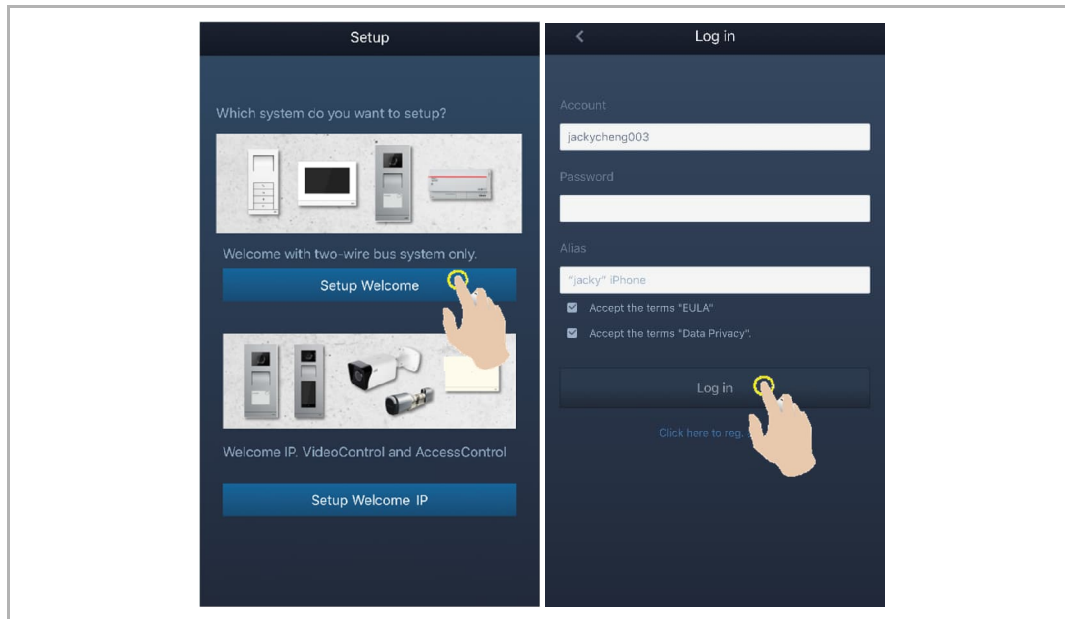 Setup
Which system do you want to setup?
Welcome with two-wire bus system only.
Setup Welcome
Welcome IP. VideoControl and AccessControl
Setup Welcome IP
Log in
Account
jackycheng003
Password
Alias
"jacky" iPhone
Accept the terms "EULA"
Accept the terms "Data Privacy".
Log in
Click here to reg.